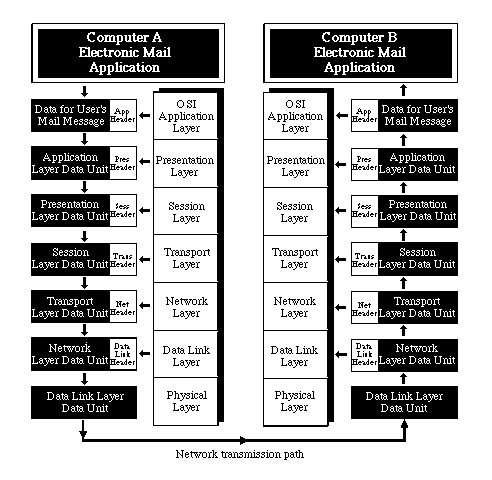 Computer A
Electronic Mail
Application
Computer B
Electronic Mail
Application
Data for User's
Mail Message
App
Header
OSI
Application
Layer
Application
Layer Data Unit
Pres
Header
Presentation
Layer
Presentation
Layer Data Unit
Sess
Header
Session
Layer
Session
Layer Data Unit
Trans
Header
Transport
Layer
Transport
Layer Data Unit
Net
Header
Network
Layer
Network
Layer Data Unit
Data
Link
Header
Data Link
Layer
Data Link Layer
Data Unit
Physical
Layer
OSI
Application
Layer
App
Header
Data for User's
Mail Message
Presentation
Layer
Pres
Header
Application
Layer Data Unit
Session
Layer
Sess
Header
Presentation
Layer Data Unit
Transport
Layer
Trans
Header
Session
Layer Data Unit
Network
Layer
Net
Header
Transport
Layer Data Unit
Data Link
Layer
Data
Link
Header
Network
Layer Data Unit
Physical
Layer
Data Link Layer
Data Unit
Network transmission path